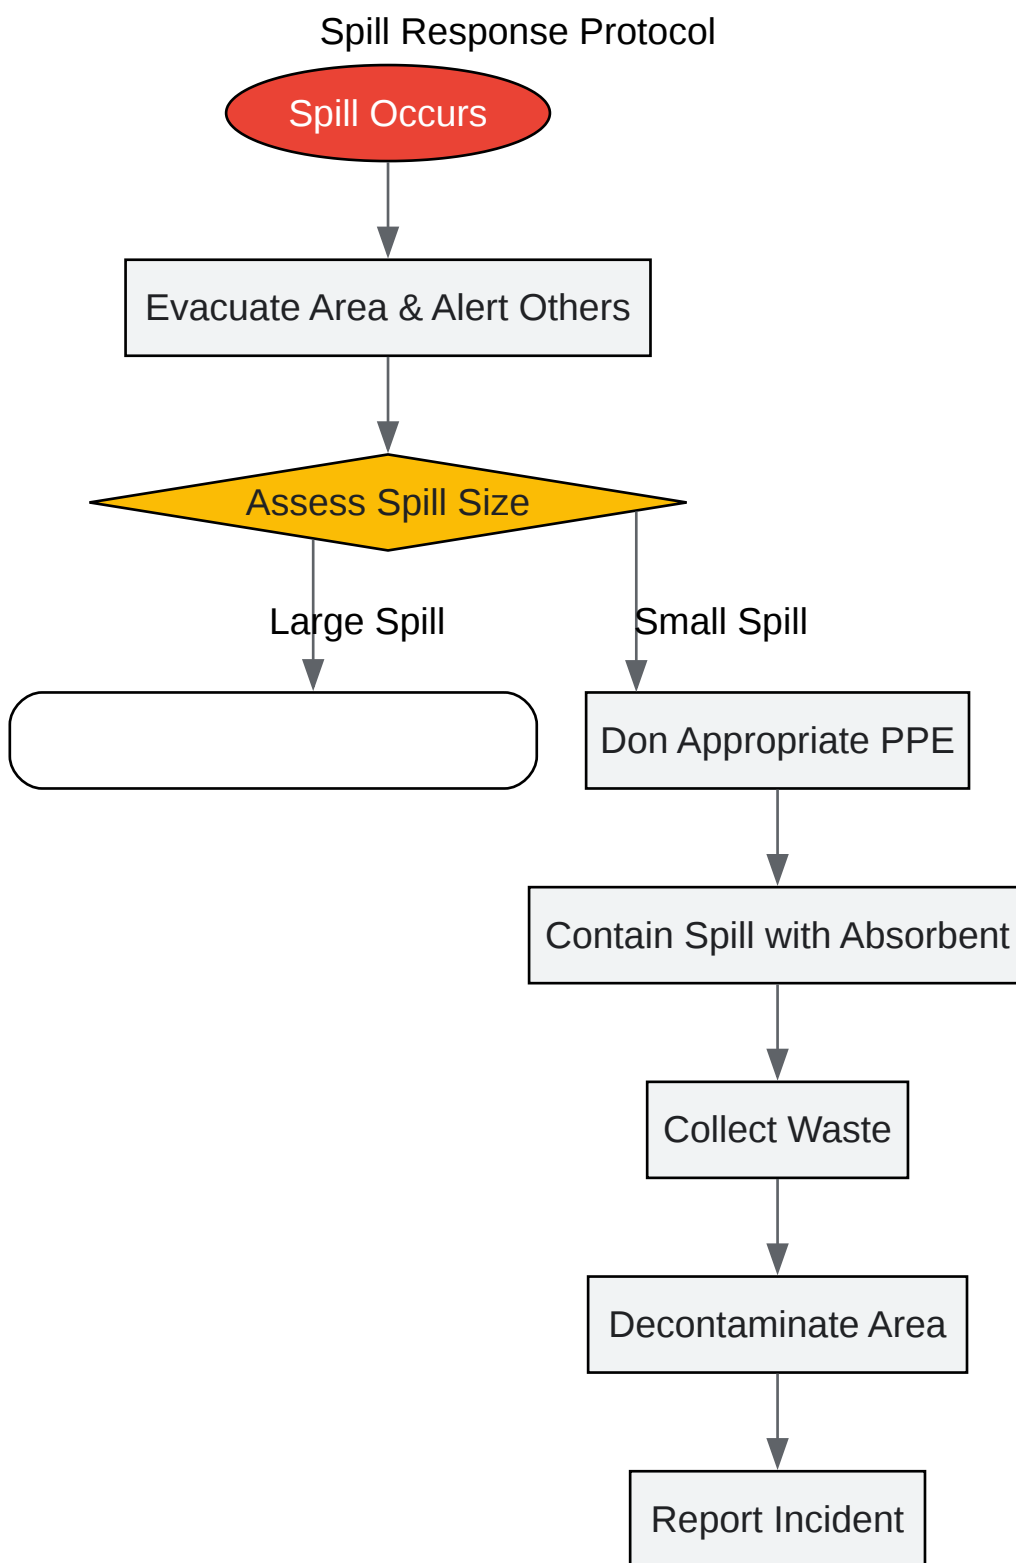 Spill Response Protocol
Spill Occurs
Evacuate Area & Alert Others
Assess Spill Size
Large Spill
Small Spill
Don Appropriate PPE
Contain Spill with Absorbent
Collect Waste
Decontaminate Area
Report Incident